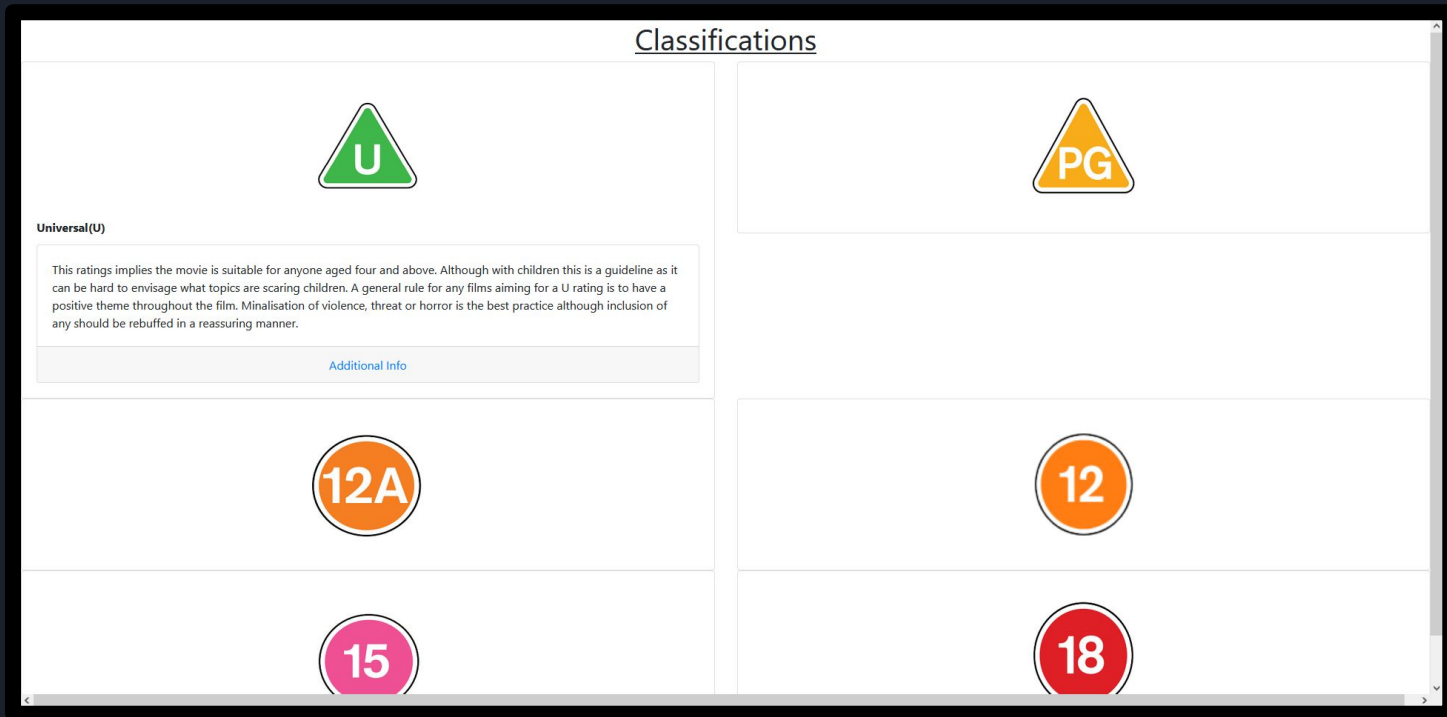 Classifications
U
PG
Universal(U)
This ratings implies the movie is suitable for anyone aged four and above. Although with children this is a guideline as it
can be hard to envisage what topics are scaring children. A general rule for any films aiming for a U rating is to have a
positive theme throughout the film. Minalisation of violence, threat or horror is the best practice although inclusion of
any should be rebuffed in a reassuring manner.
Additional Info
12A
12
15
18